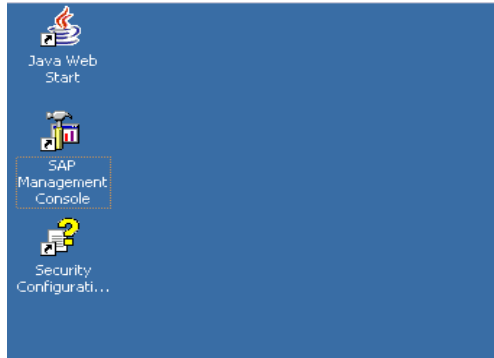 Java Web
Start
SAP
Management
Console
Security
Configurati...